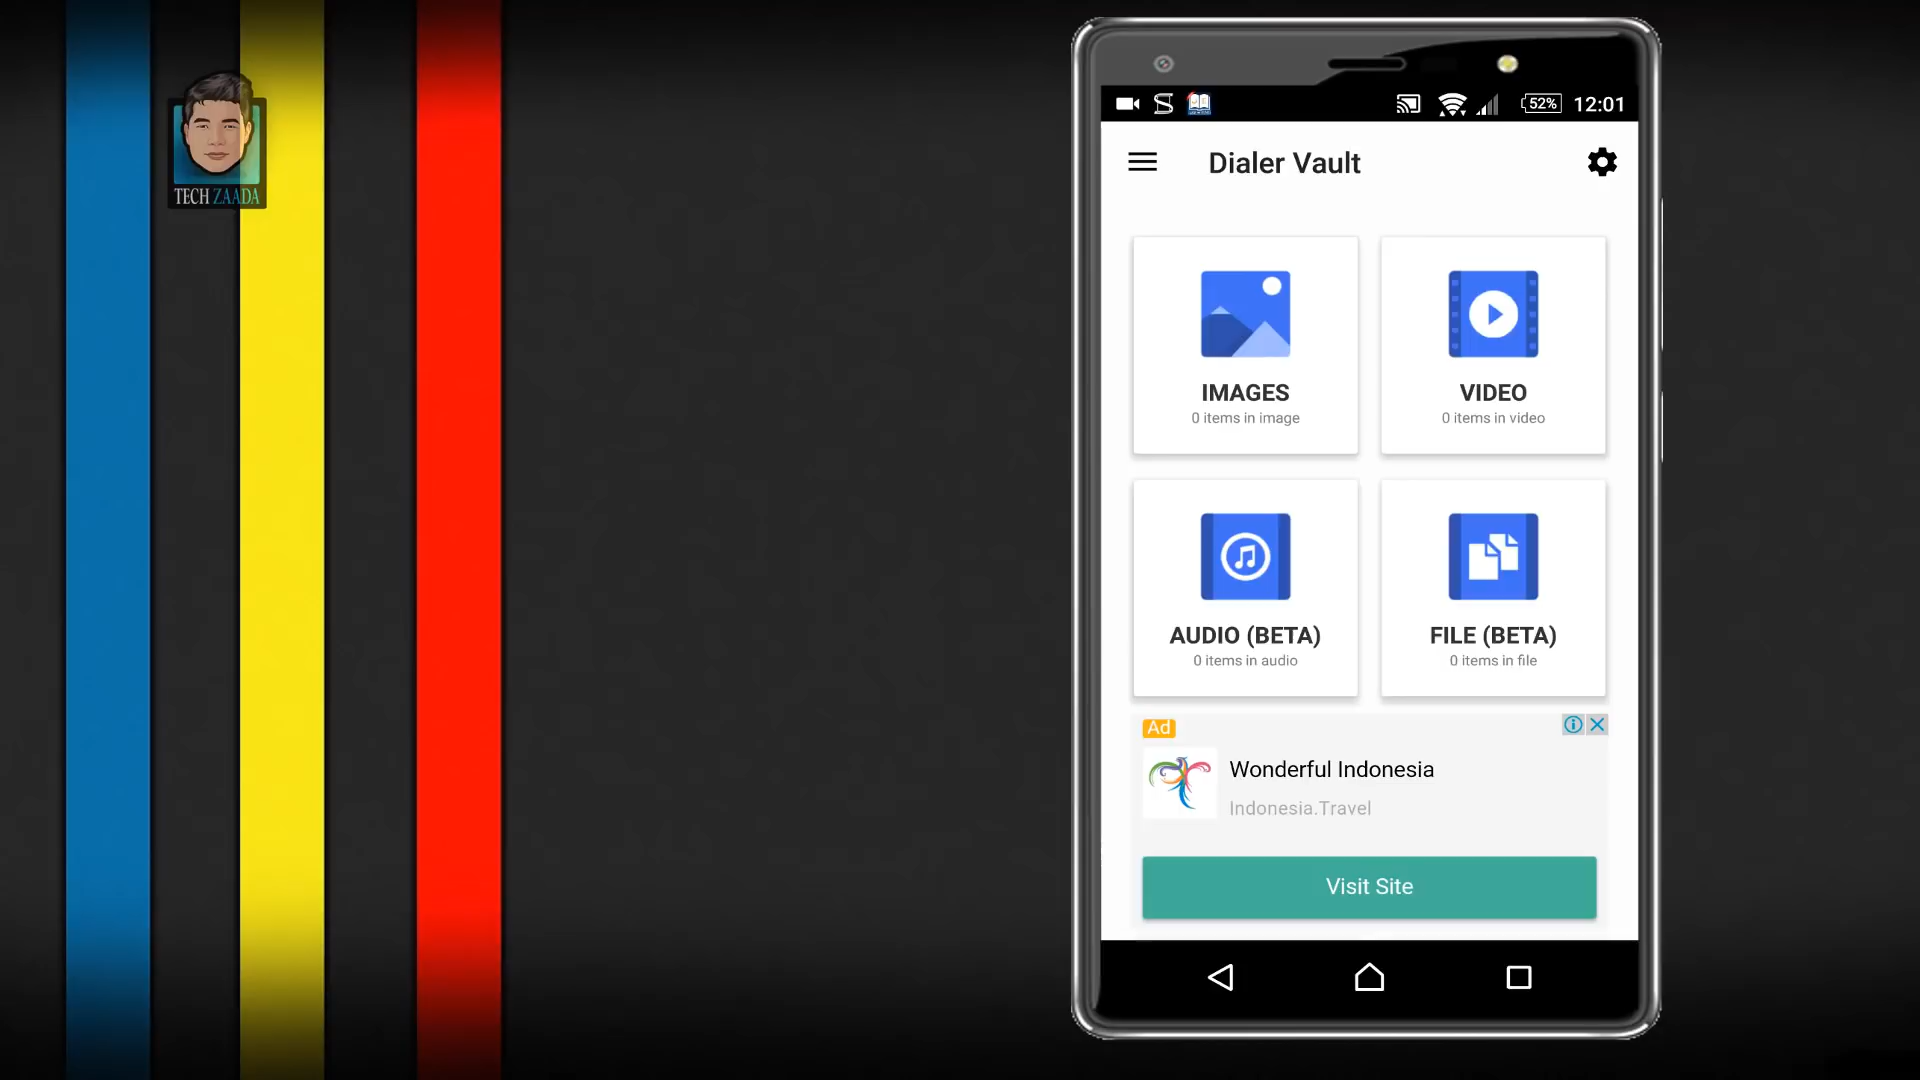 TECH ZAADA
52% 12:01
Dialer Vault
IMAGES
0 items in image
VIDEO
0 items in video
AUDIO (BETA)
0 items in audio
FILE (BETA)
0 items in file
Ad
Wonderful Indonesia
Indonesia.Travel
Visit Site